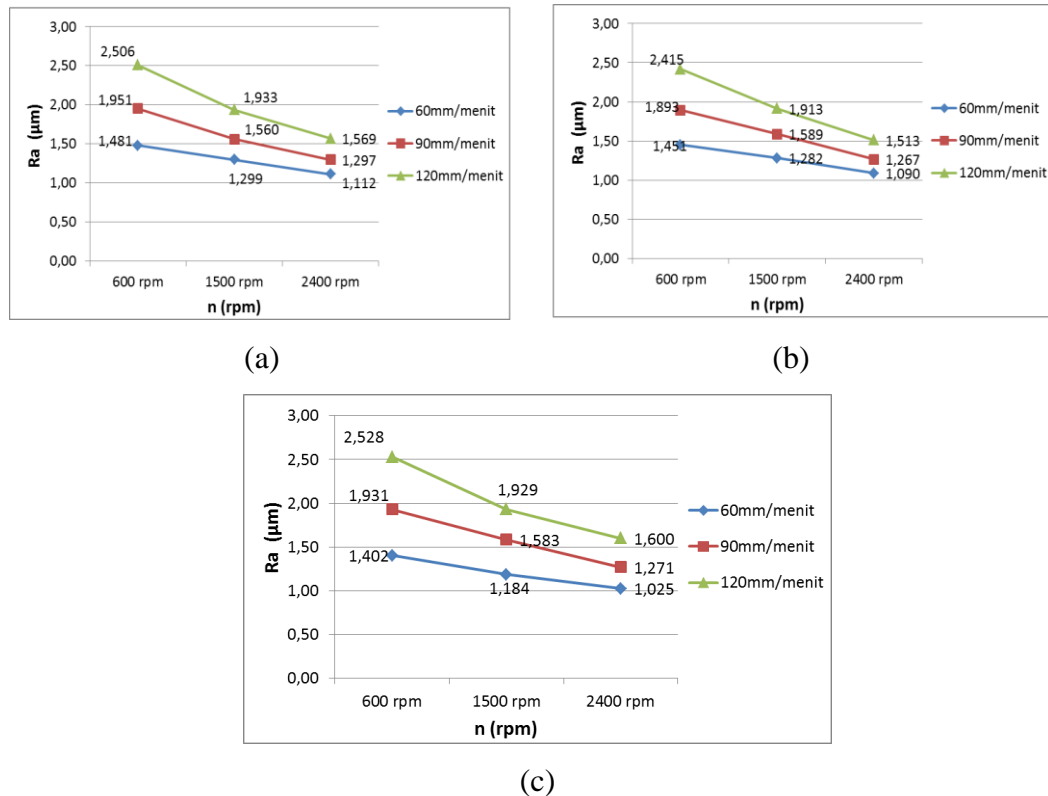 3,00
2,50
2,00
1,50
1,00
0,50
0,00
Ra (µm)
2,506
1,933
1,569
1,951
1,560
1,297
1,481
1,299
1,112
600 rpm 1500 rpm 2400 rpm
n (rpm)
60mm/menit
90mm/menit
120mm/menit
(a)
3,00
2,50
2,00
1,50
1,00
0,50
0,00
Ra (µm)
2,415
1,913
1,513
1,893
1,589
1,267
1,451
1,282
1,090
600 rpm 1500 rpm 2400 rpm
n (rpm)
60mm/menit
90mm/menit
120mm/menit
(b)
3,00
2,50
2,00
1,50
1,00
0,50
0,00
Ra (µm)
2,528
1,929
1,600
1,931
1,583
1,271
1,402
1,184
1,025
600 rpm 1500 rpm 2400 rpm
n (rpm)
60mm/menit
90mm/menit
120mm/menit
(c)